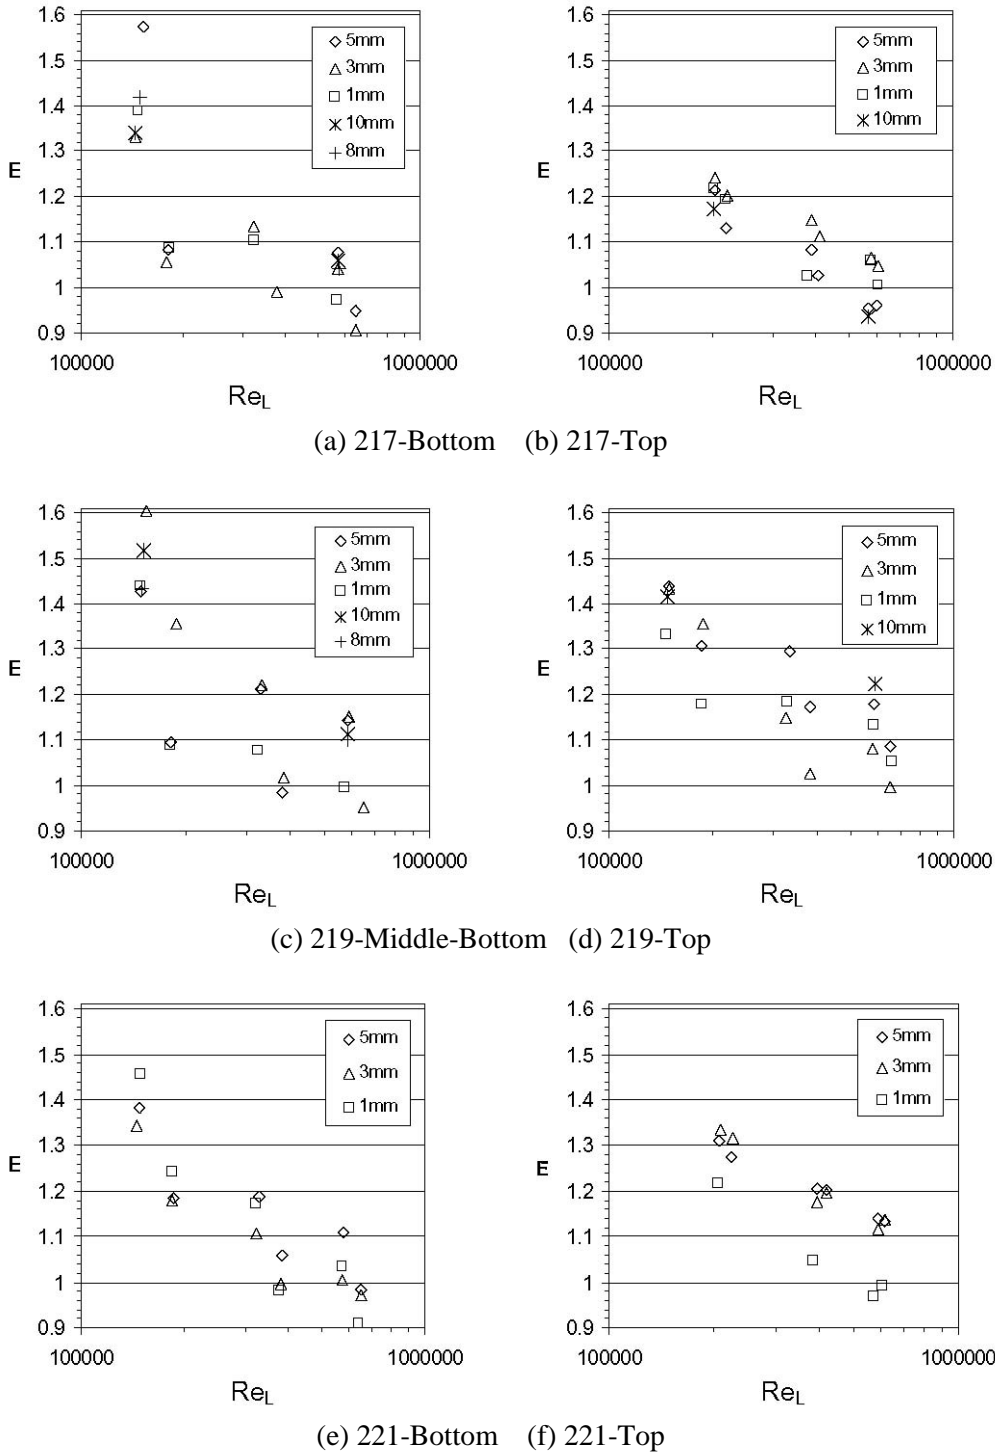 1.6
1.5
1.4
1.3
1.2
1.1
1
0.9
E
100000
1000000
Re_L
5mm
3mm
1mm
10mm
8mm
1.6
1.5
1.4
1.3
1.2
1.1
1
0.9
E
100000
1000000
Re_L
5mm
3mm
1mm
10mm
(a) 217-Bottom (b) 217-Top
1.6
1.5
1.4
1.3
1.2
1.1
1
0.9
E
100000
1000000
Re_L
5mm
3mm
1mm
10mm
8mm
1.6
1.5
1.4
1.3
1.2
1.1
1
0.9
E
100000
1000000
Re_L
5mm
3mm
1mm
10mm
(c) 219-Middle-Bottom (d) 219-Top
1.6
1.5
1.4
1.3
1.2
1.1
1
0.9
E
100000
1000000
Re_L
5mm
3mm
1mm
1.6
1.5
1.4
1.3
1.2
1.1
1
0.9
E
100000
1000000
Re_L
5mm
3mm
1mm
(e) 221-Bottom (f) 221-Top